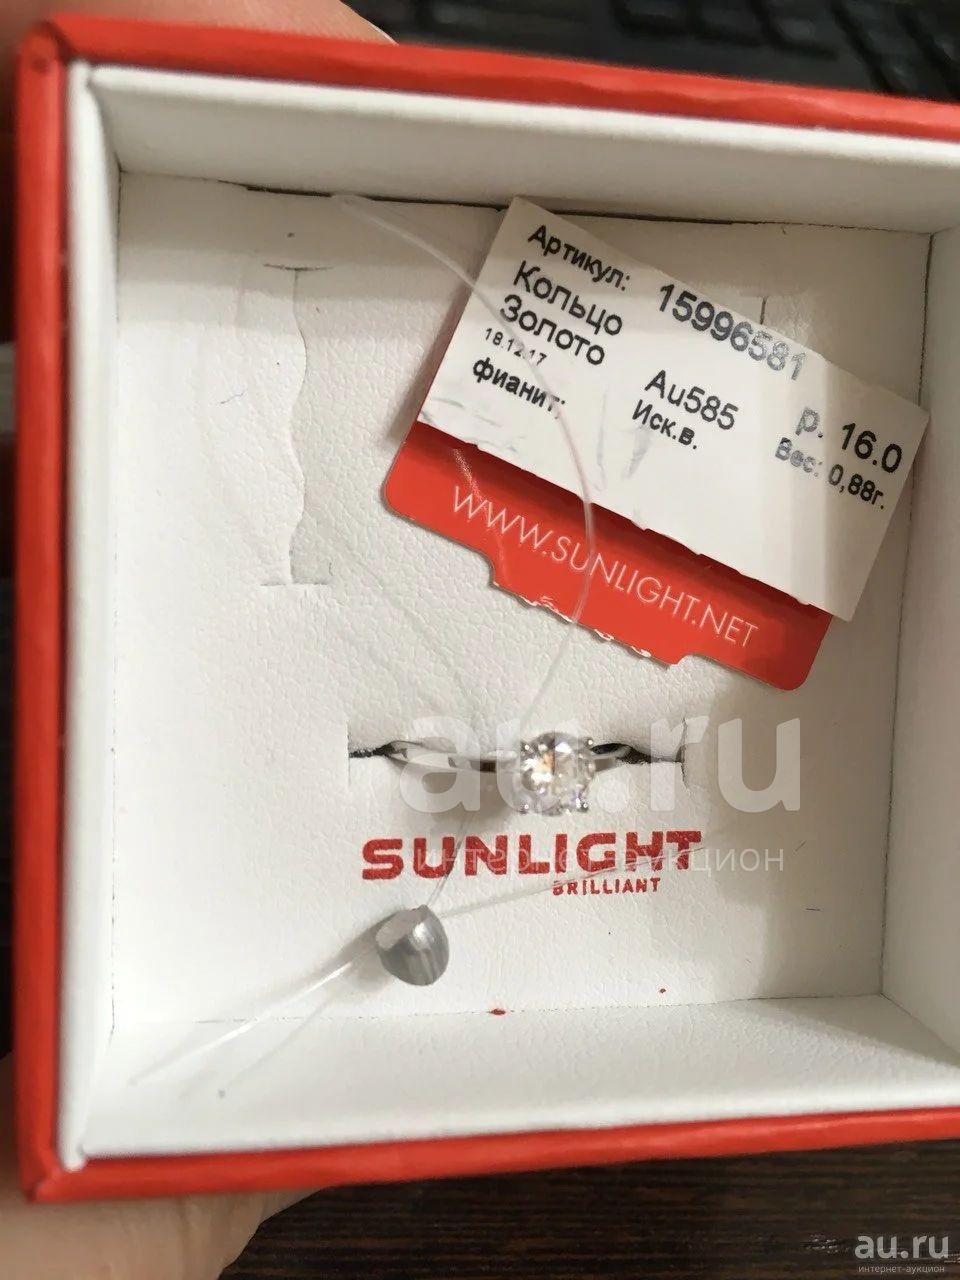 Артикул: 15996581
Кольцо
Золото Au585 р. 16.0
18.12.17 Иск.в. Вес: 0,88г.
фианит;
WWW.SUNLIGHT.NET
au.ru
интернет-аукцион
SUNLIGHT
BRILLIANT
au.ru
интернет-аукцион